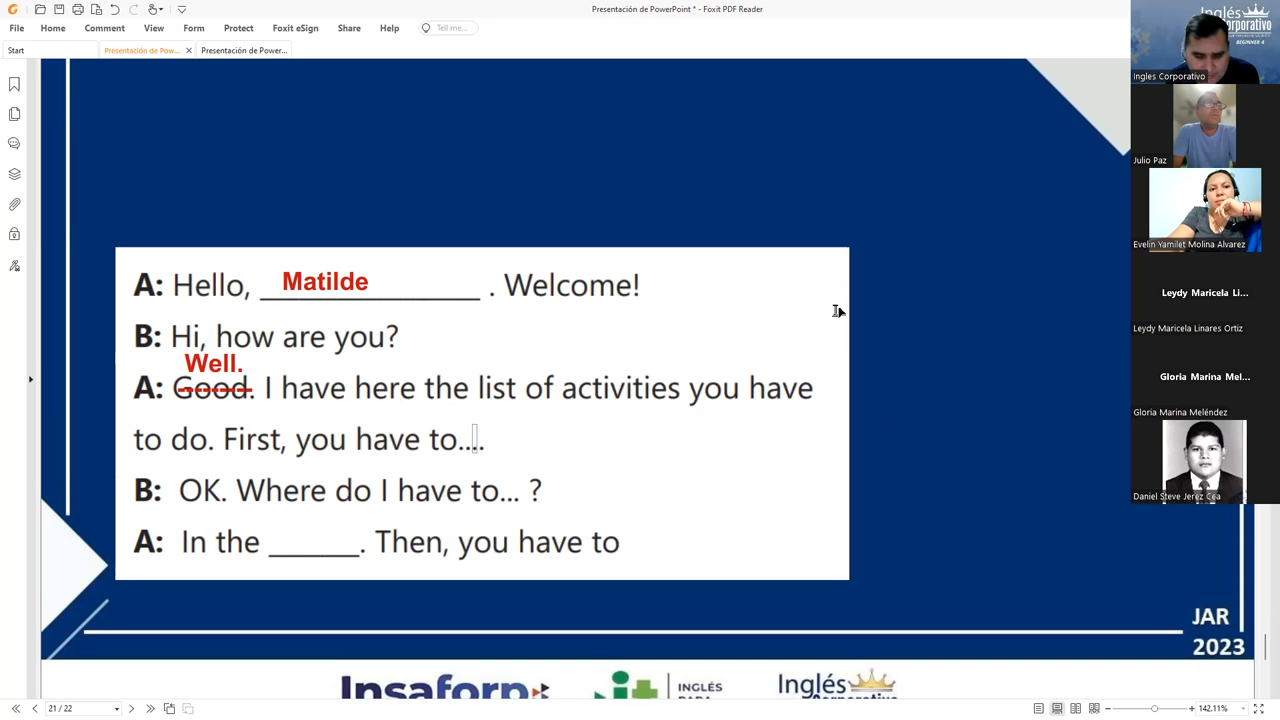 Presentación de PowerPoint * - Foxit PDF Reader
File Home Comment View Form Protect Foxit eSign Share Help Tell me...
Start Presentación de Pow... Presentación de Power...
Inglés
Corporativo
BEGINNER 4
Ingles Corporativo
Julio Paz
Evelin Yamilet Molina Alvarez
Leydy Maricela Li...
Leydy Maricela Linares Ortiz
Gloria Marina Mel...
Gloria Marina Meléndez
Daniel Steve Jerez Cea
A: Hello, Matilde . Welcome!
B: Hi, how are you?
Well.
A: Good. I have here the list of activities you have
to do. First, you have to....
B: OK. Where do I have to... ?
A: In the _______. Then, you have to
JAR
2023
Insaforp
INGLÉS
Inglés
21 / 22
142.11%